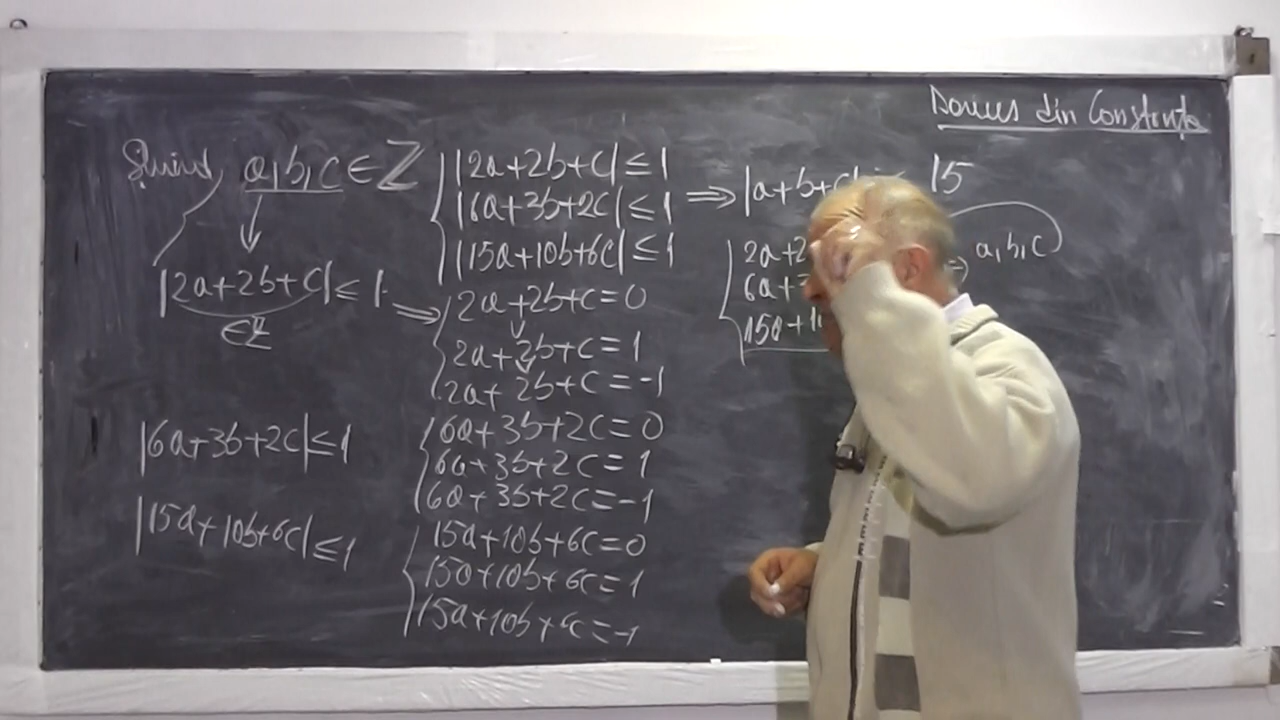 din Constanța
a,b,c ∈ Z
|2a+2b+c| ≤ 1
|6a+3b+2c| ≤ 1
|15a+10b+6c| ≤ 1
⇒ |a+b+c| ≤ 15
|2a+2b+c| ≤ 1 ⇒
∈ Z
2a+2b+c=0
2a+2b+c=1
2a+2b+c=-1
2a+2
6a+3
15a+10
⇒ a,b,c
|6a+3b+2c| ≤ 1
6a+3b+2c=0
6a+3b+2c=1
6a+3b+2c=-1
|15a+10b+6c| ≤ 1
15a+10b+6c=0
15a+10b+6c=1
15a+10b+6c=-1